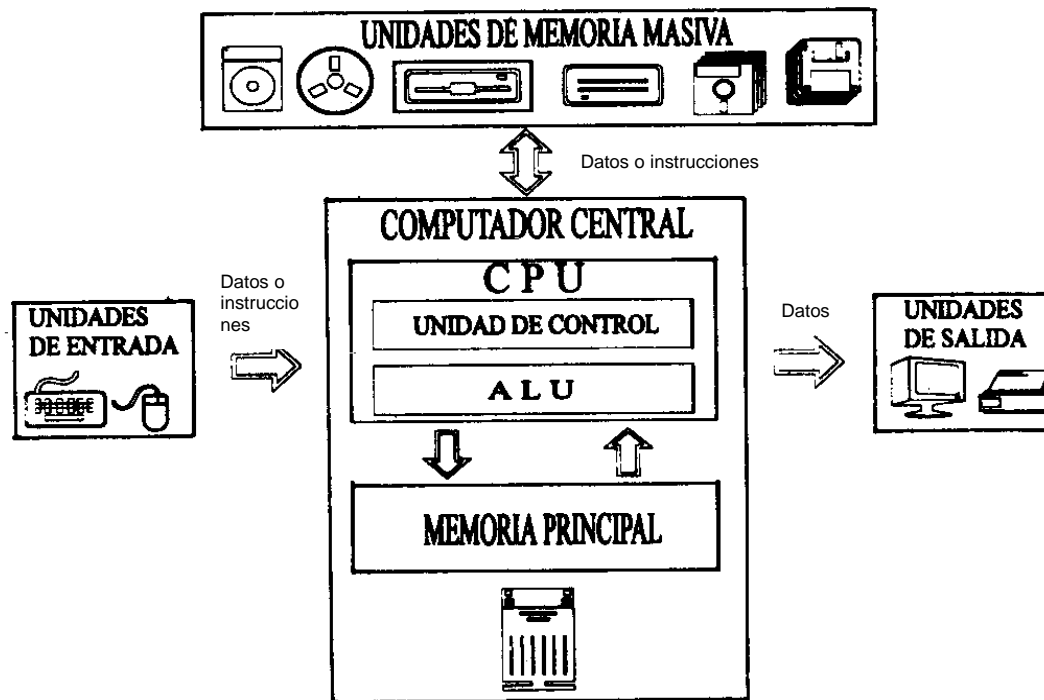 UNIDADES DE MEMORIA MASIVA
Datos o instrucciones
COMPUTADOR CENTRAL
CPU
UNIDAD DE CONTROL
ALU
MEMORIA PRINCIPAL
Datos o
instruccio
nes
UNIDADES
DE ENTRADA
Datos
UNIDADES
DE SALIDA